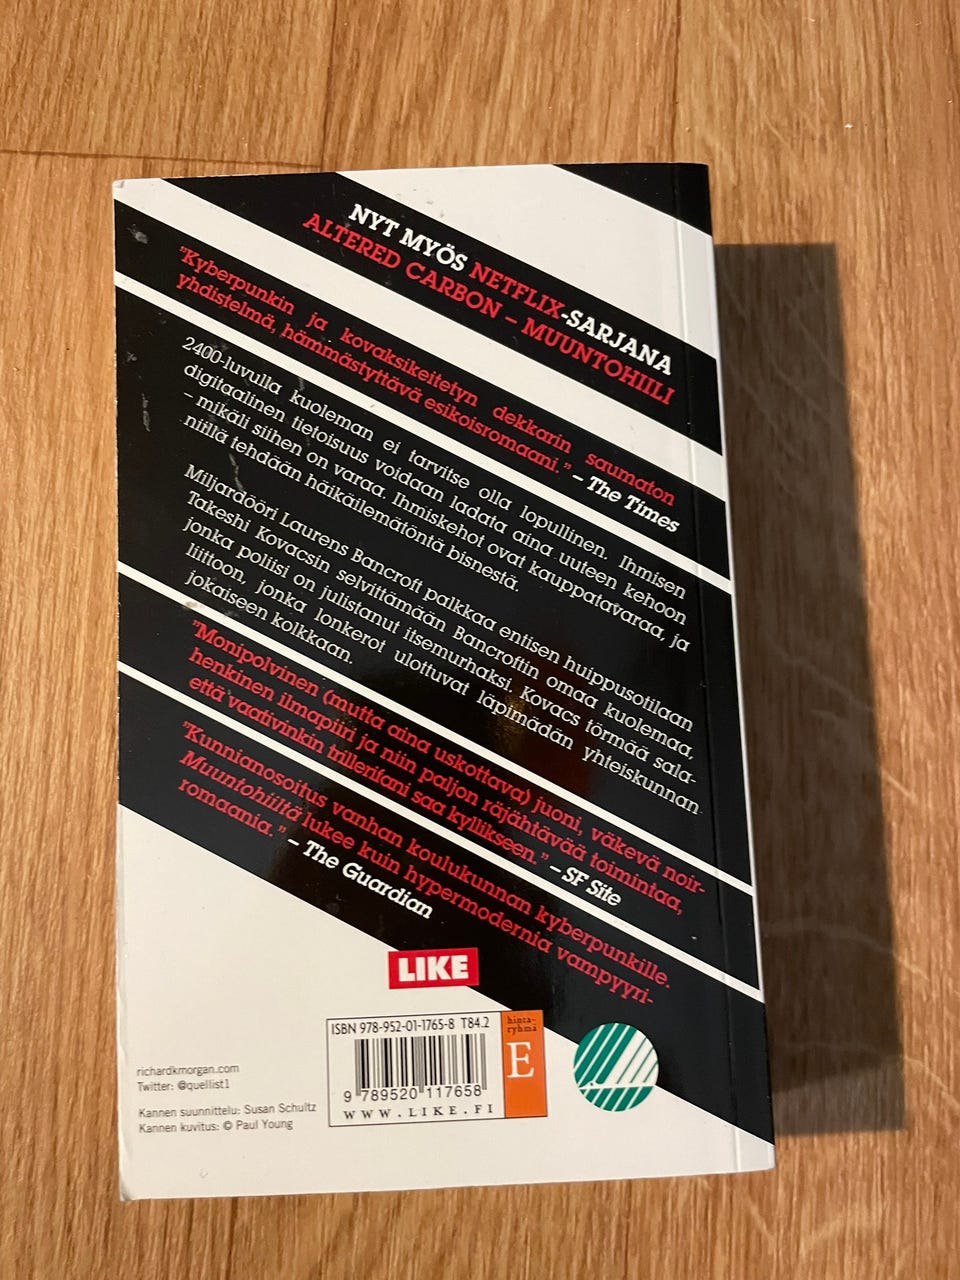 NYT MYÖS NETFLIX-SARJANA
ALTERED CARBON – MUUNTOHIILI
”Kyberpunkin ja kovaksikeitetyn dekkarin saumaton
yhdistelmä, hämmästyttävä esikoisromaani.” – The Times
2400-luvulla kuoleman ei tarvitse olla lopullinen. Ihmisen
digitaalinen tietoisuus voidaan ladata aina uuteen kehoon
– mikäli siihen on varaa. Ihmiskehot ovat kauppatavaraa, ja
niillä tehdään häikäilemätöntä bisnestä.
Miljardööri Laurens Bancroft palkkaa entisen huippusotilaan
Takeshi Kovacsin selvittämään Bancroftin omaa kuolemaa,
jonka poliisi on julistanut itsemurhaksi. Kovacs törmää sala-
liittoon, jonka lonkerot ulottuvat läpimädän yhteiskunnan
jokaiseen kolkkaan.
”Monipolvinen (mutta aina uskottava) juoni, väkevä noir-
henkinen ilmapiiri ja niin paljon räjähtävää toimintaa,
että vaativinkin trillerifani saa kyllikseen.” – SF Site
”Kunnianosoitus vanhan koulukunnan kyberpunkille.
Muuntohiiltä lukee kuin hypermodernia vampyyri-
romaania.” – The Guardian
LIKE
ISBN 978-952-01-1765-8 T84.2
hinta-
ryhmä
E
9 789520 117658
WWW.LIKE.FI
richardkmorgan.com
Twitter: @quellist1
Kannen suunnittelu: Susan Schultz
Kannen kuvitus: © Paul Young